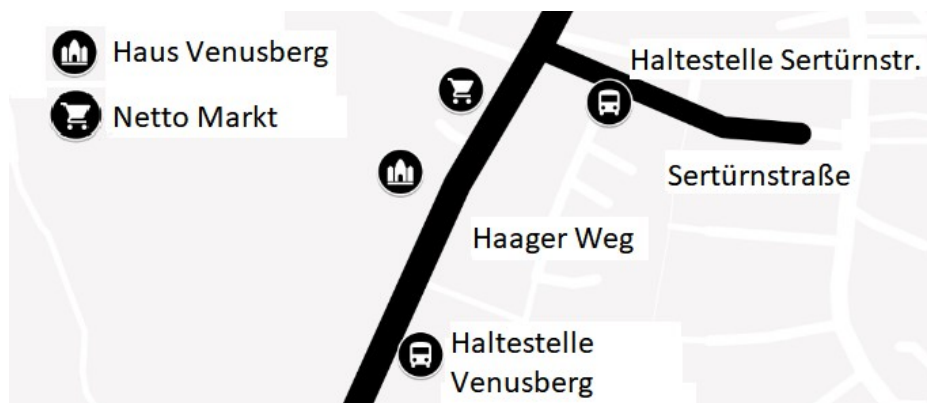 Haus Venusberg
Netto Markt
Haltestelle Sertürnstr.
Sertürnstraße
Haager Weg
Haltestelle
Venusberg